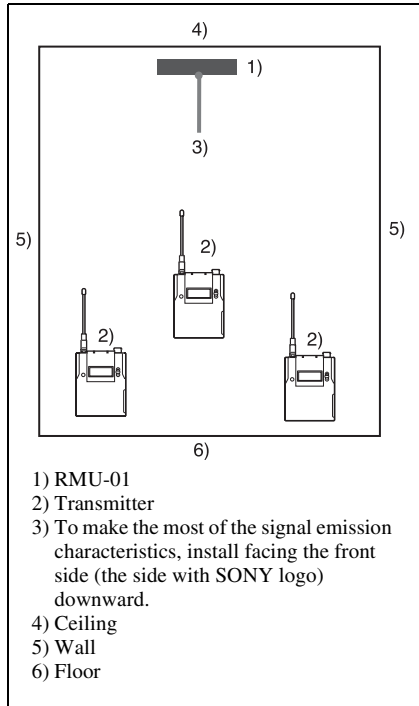 4)
1)
3)
5)
5)
2)
2)
2)
6)
1) RMU-01
2) Transmitter
3) To make the most of the signal emission
characteristics, install facing the front
side (the side with SONY logo)
downward.
4) Ceiling
5) Wall
6) Floor